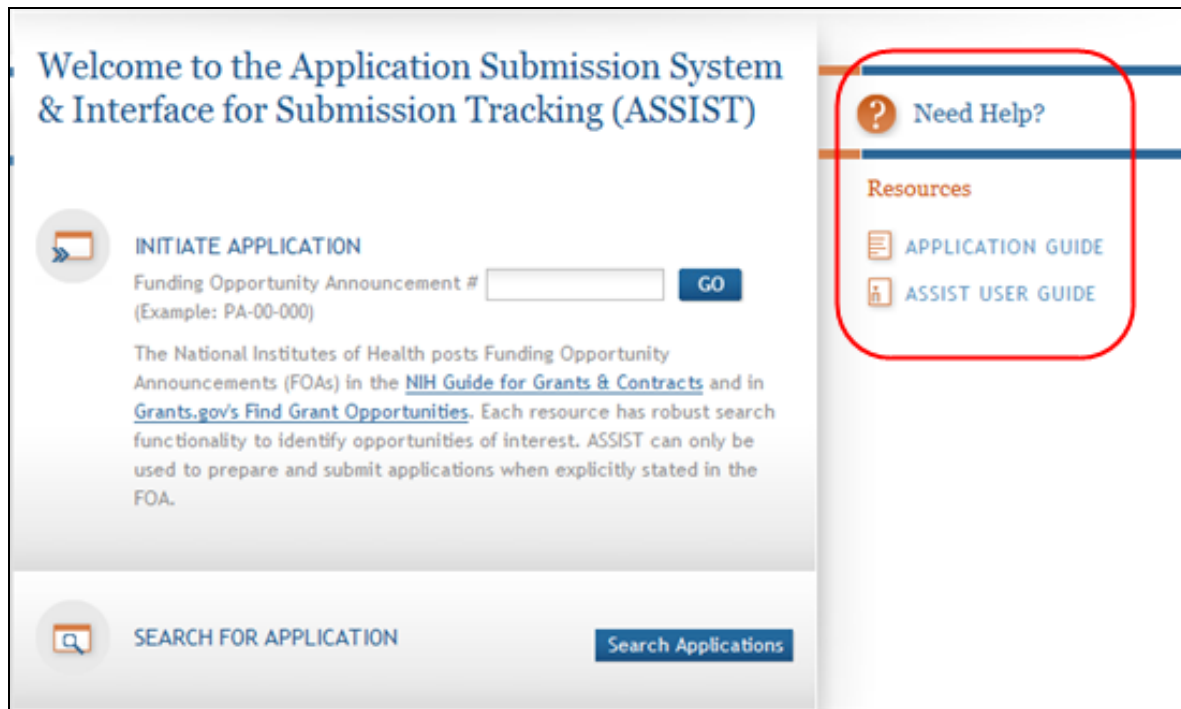 Welcome to the Application Submission System
& Interface for Submission Tracking (ASSIST)
INITIATE APPLICATION
Funding Opportunity Announcement #
GO
(Example: PA-00-000)
The National Institutes of Health posts Funding Opportunity
Announcements (FOAs) in the NIH Guide for Grants & Contracts and in
Grants.gov's Find Grant Opportunities. Each resource has robust search
functionality to identify opportunities of interest. ASSIST can only be
used to prepare and submit applications when explicitly stated in the
FOA.
SEARCH FOR APPLICATION
Search Applications
? Need Help?
Resources
APPLICATION GUIDE
ASSIST USER GUIDE